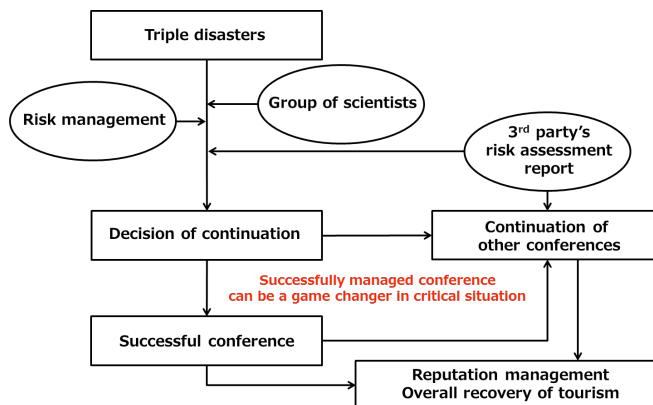 Triple disasters
Group of scientists
Risk management
3rd party's
risk assessment
report
Decision of continuation
Continuation of
other conferences
Successfully managed conference
can be a game changer in critical situation
Successful conference
Reputation management
Overall recovery of tourism